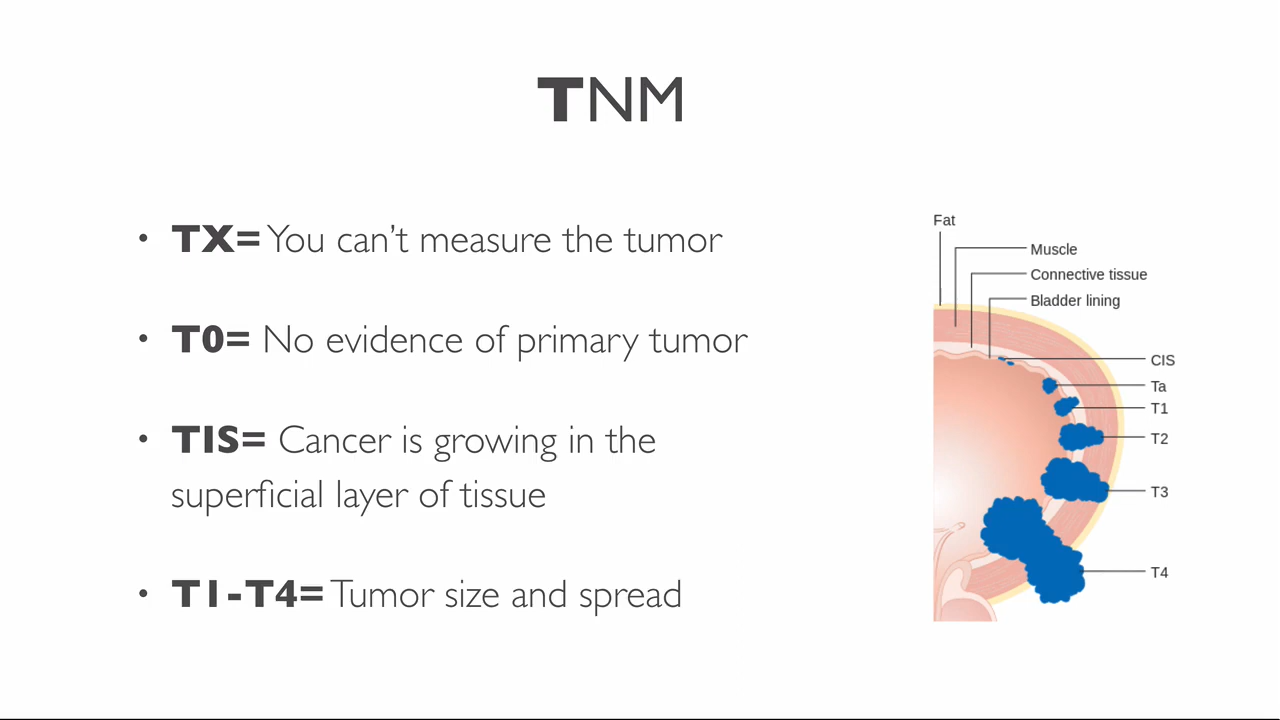 TNM
• TX= You can't measure the tumor
• T0= No evidence of primary tumor
• TIS= Cancer is growing in the
superficial layer of tissue
• T1-T4= Tumor size and spread
Fat
Muscle
Connective tissue
Bladder lining
CIS
Ta
T1
T2
T3
T4